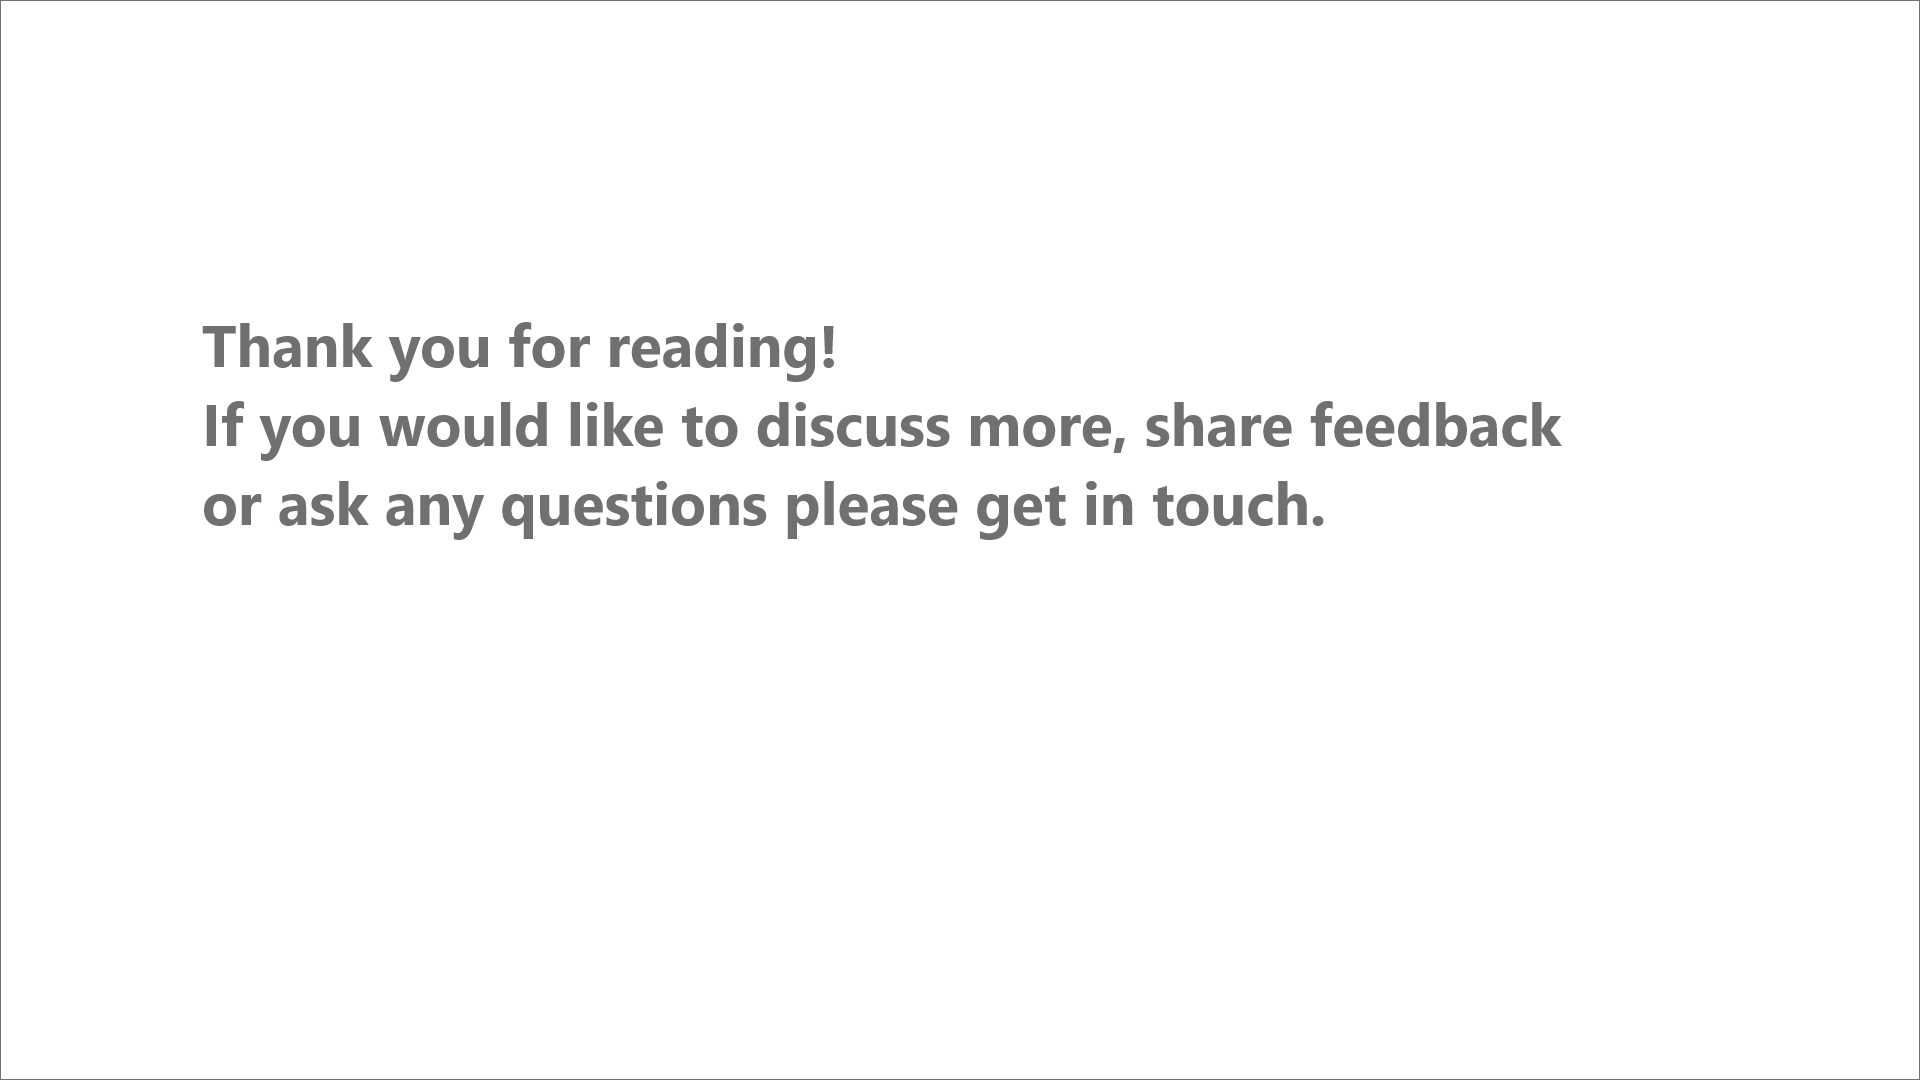 Thank you for reading!
If you would like to discuss more, share feedback
or ask any questions please get in touch.